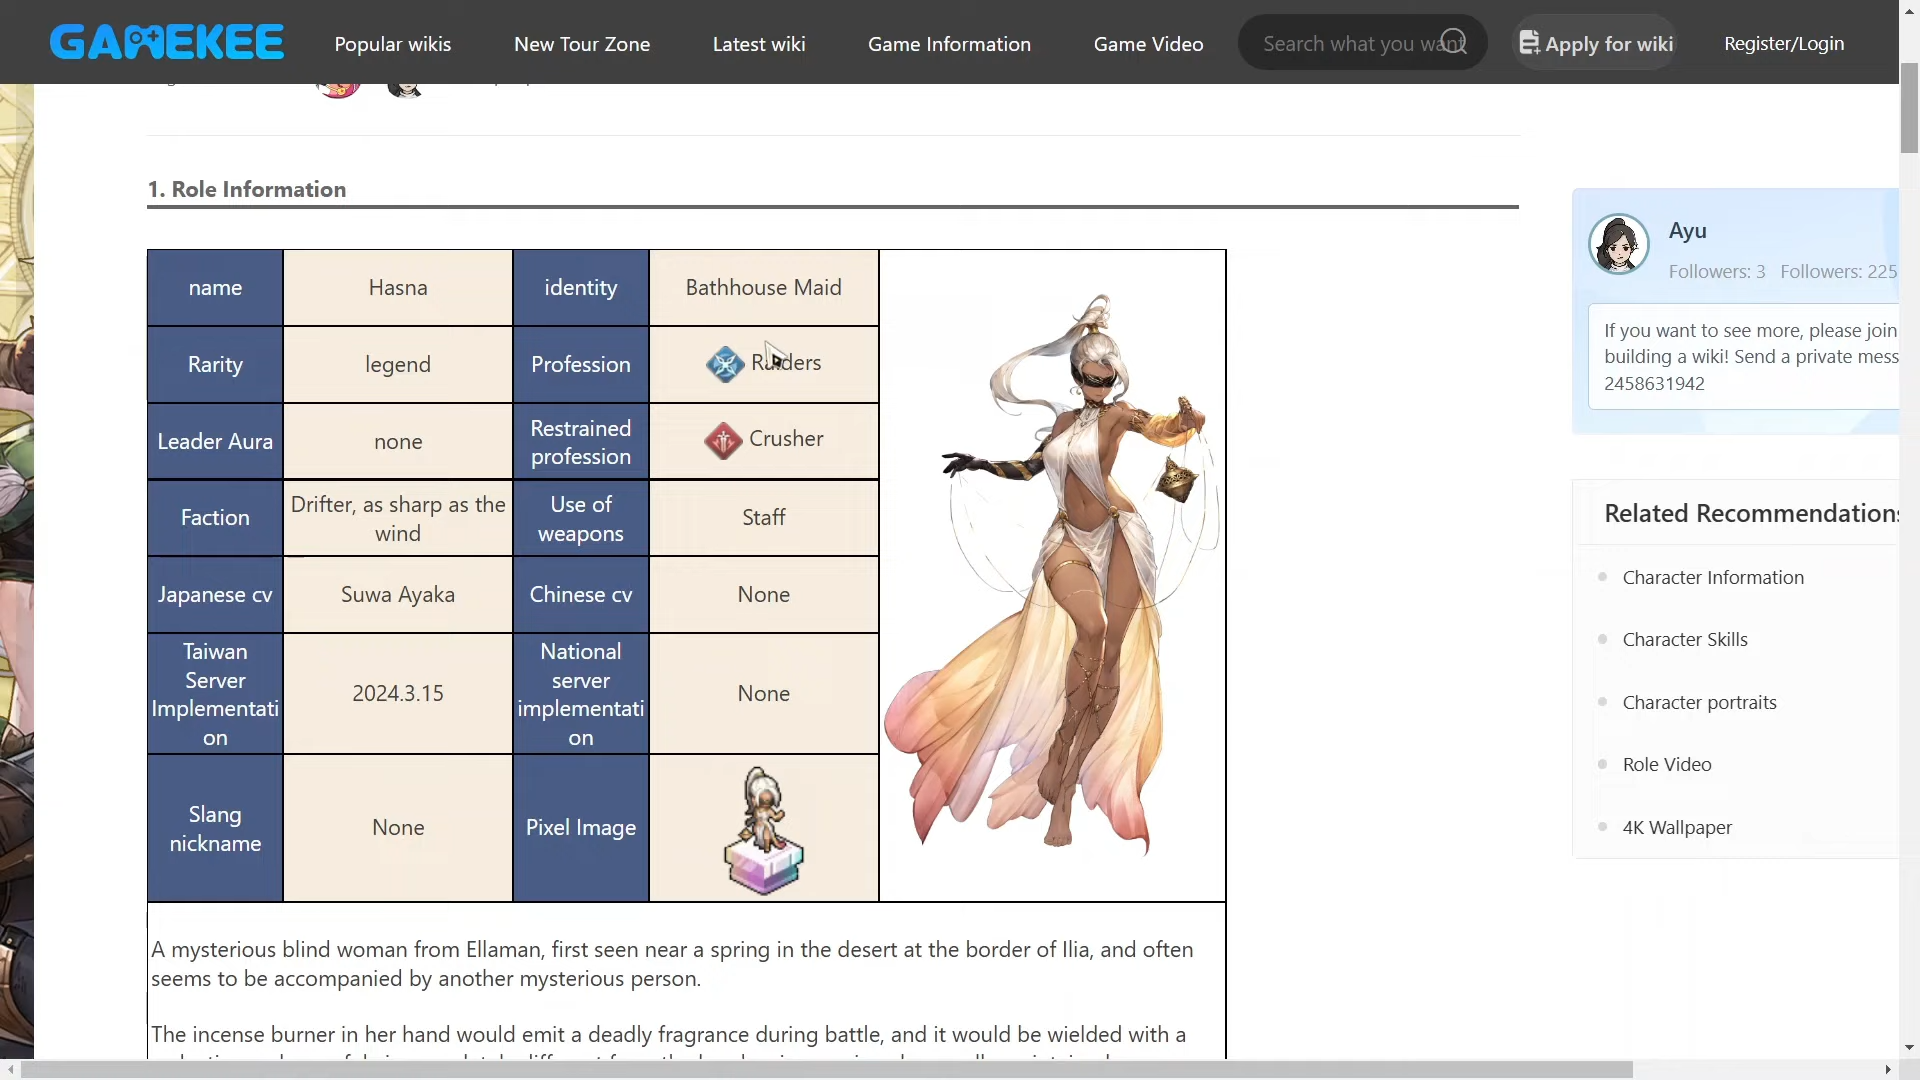 GAMEKEE
Popular wikis
New Tour Zone
Latest wiki
Game Information
Game Video
Search what you want
Apply for wiki
Register/Login
1. Role Information
name
Hasna
identity
Bathhouse Maid
Rarity
legend
Profession
Raiders
Leader Aura
none
Restrained
profession
Crusher
Faction
Drifter, as sharp as the
wind
Use of
weapons
Staff
Japanese cv
Suwa Ayaka
Chinese cv
None
Taiwan
Server
Implementati
on
2024.3.15
National
server
implementati
on
None
Slang
nickname
None
Pixel Image
A mysterious blind woman from Ellaman, first seen near a spring in the desert at the border of Ilia, and often
seems to be accompanied by another mysterious person.
The incense burner in her hand would emit a deadly fragrance during battle, and it would be wielded with a
Ayu
Followers: 3 Followers: 225
If you want to see more, please join
building a wiki! Send a private mess
2458631942
Related Recommendations
Character Information
Character Skills
Character portraits
Role Video
4K Wallpaper